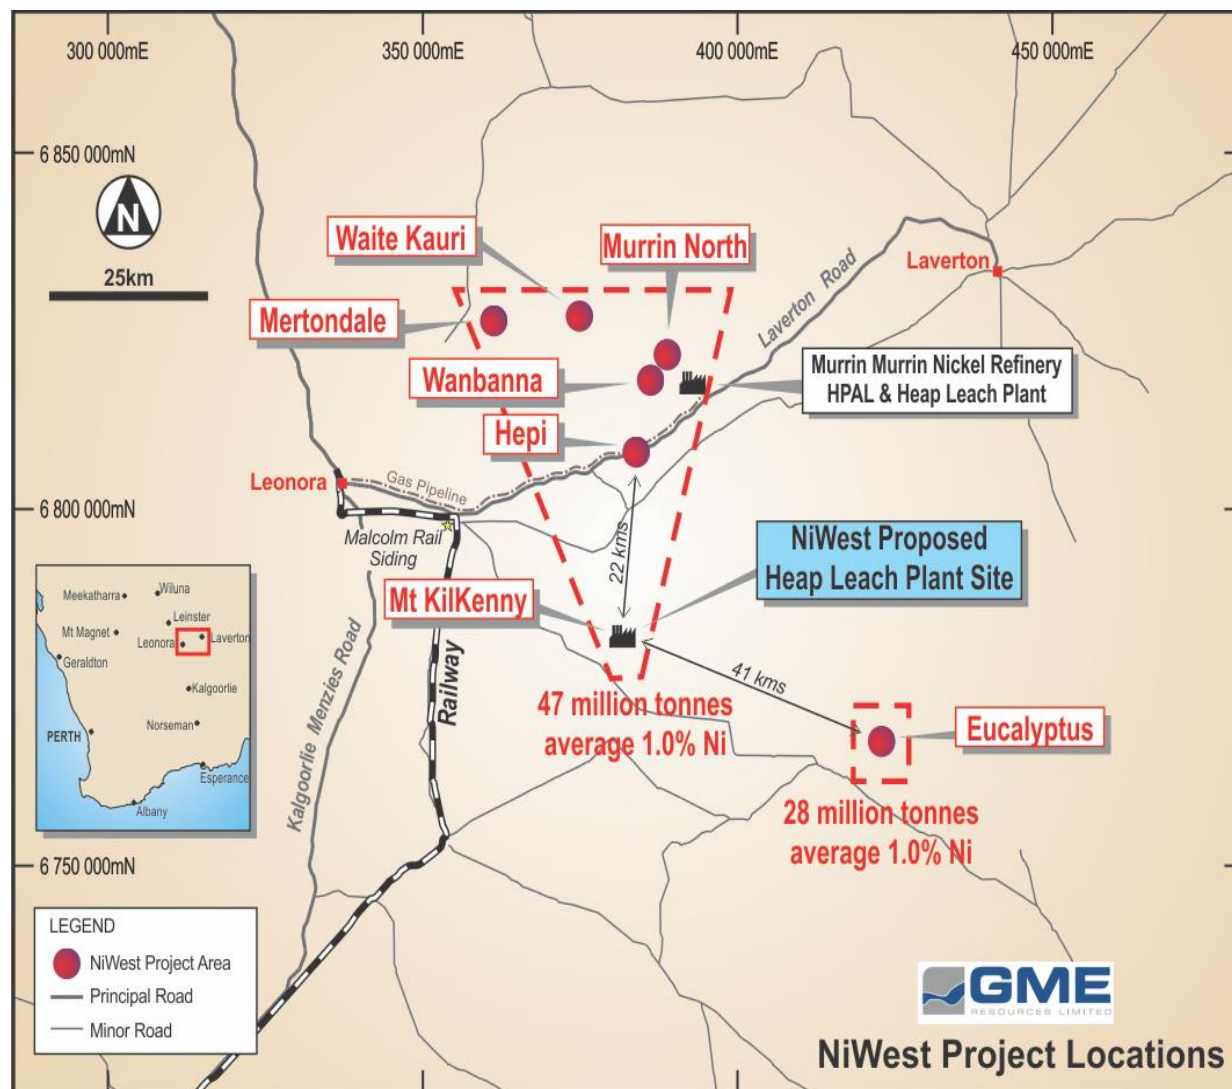 300 000mE
350 000mE
400 000mE
450 000mE
6 850 000mN
N
25km
Waite Kauri
Murrin North
Laverton
Laverton Road
Mertondale
Wanbanna
Murrin Murrin Nickel Refinery
HPAL & Heap Leach Plant
Hepi
Leonora
Gas Pipeline
6 800 000mN
Malcolm Rail
Siding
22 kms
NiWest Proposed
Heap Leach Plant Site
Mt KilKenny
41 kms
47 million tonnes
average 1.0% Ni
Eucalyptus
28 million tonnes
average 1.0% Ni
Railway
Kalgoorlie Menzies Road
Meekatharra
Wiluna
Leinster
Mt Magnet
Leonora
Laverton
Geraldton
Kalgoorlie
Norseman
PERTH
Esperance
Albany
6 750 000mN
LEGEND
NiWest Project Area
Principal Road
Minor Road
GME
RESOURCES LIMITED
NiWest Project Locations